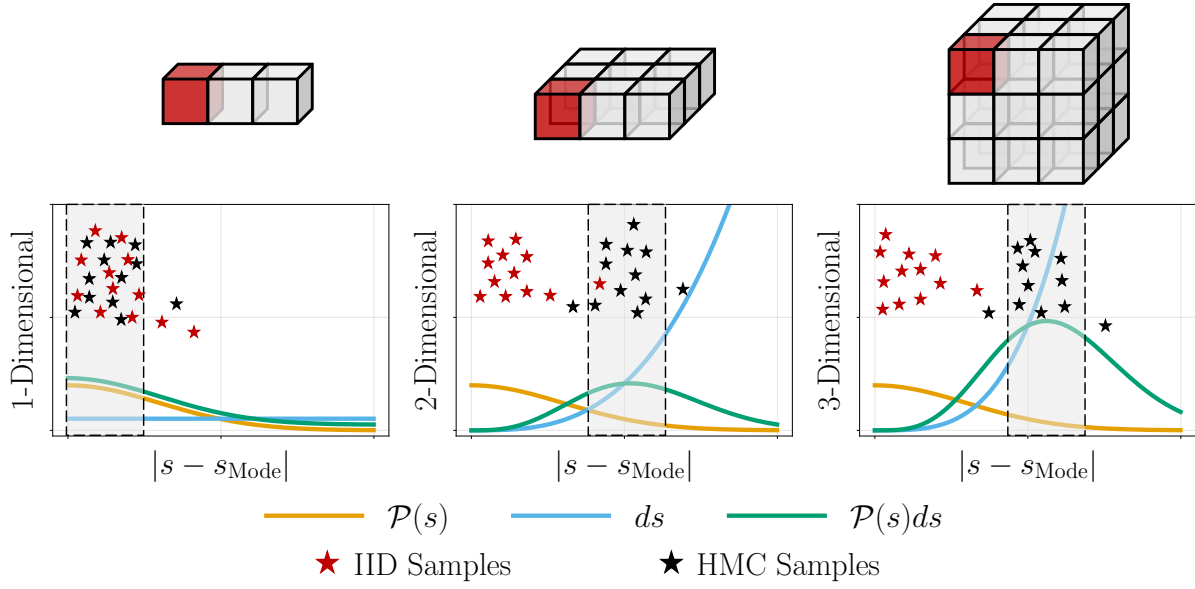 1-Dimensional
2-Dimensional
3-Dimensional
|s − s_Mode|
|s − s_Mode|
|s − s_Mode|
𝒫(s)
ds
𝒫(s)ds
IID Samples
HMC Samples